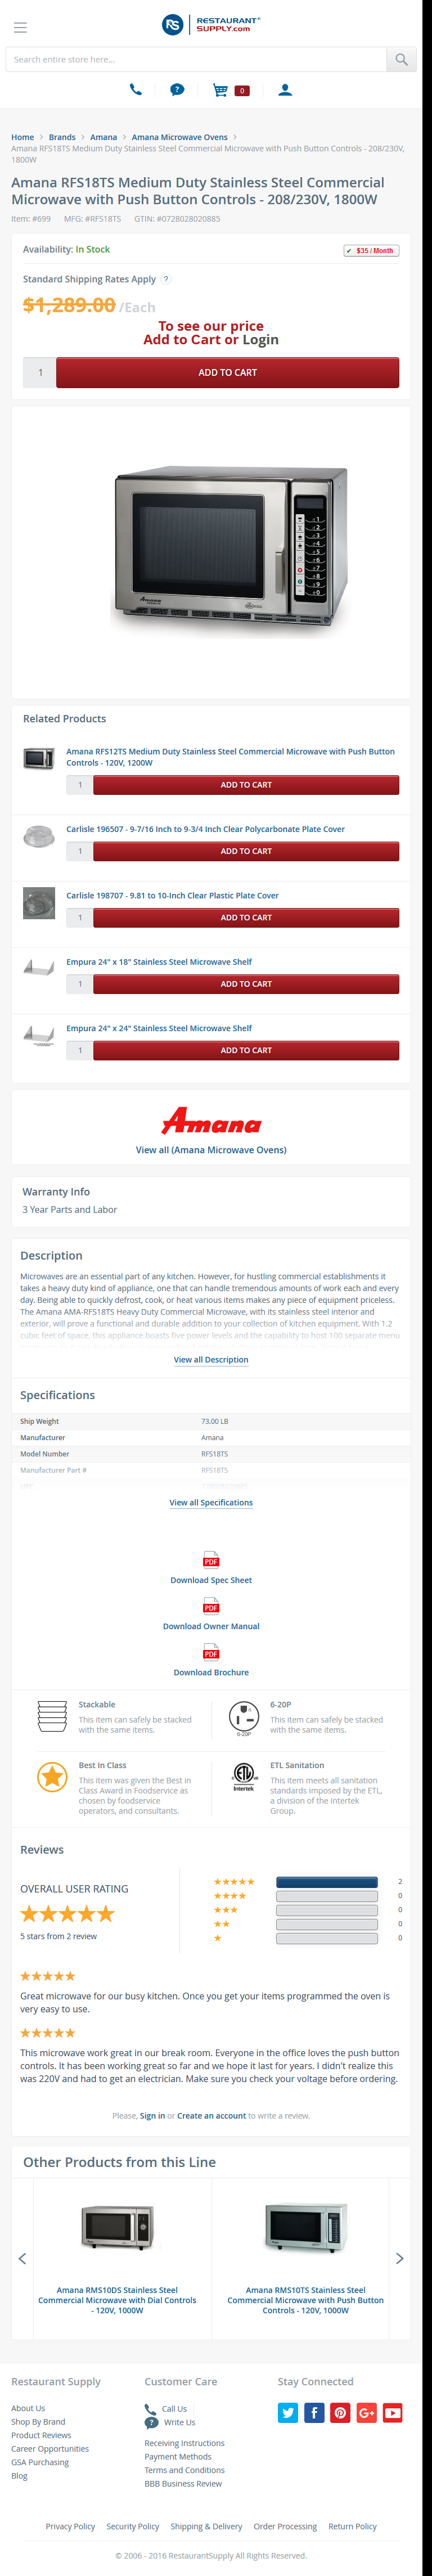 RS RESTAURANT
SUPPLY.com
Search entire store here...
?
0
Home > Brands > Amana > Amana Microwave Ovens >
Amana RFS18TS Medium Duty Stainless Steel Commercial Microwave with Push Button Controls - 208/230V,
1800W
Amana RFS18TS Medium Duty Stainless Steel Commercial
Microwave with Push Button Controls - 208/230V, 1800W
Item: #699 MFG: #RFS18TS GTIN: #0728028020885
Availability: In Stock
✔ $35 / Month
Standard Shipping Rates Apply ?
$1,289.00 /Each
To see our price
Add to Cart or Login
1 ADD TO CART
Amana
Related Products
Amana RFS12TS Medium Duty Stainless Steel Commercial Microwave with Push Button
Controls - 120V, 1200W
1 ADD TO CART
Carlisle 196507 - 9-7/16 Inch to 9-3/4 Inch Clear Polycarbonate Plate Cover
1 ADD TO CART
Carlisle 198707 - 9.81 to 10-Inch Clear Plastic Plate Cover
1 ADD TO CART
Empura 24" x 18" Stainless Steel Microwave Shelf
1 ADD TO CART
Empura 24" x 24" Stainless Steel Microwave Shelf
1 ADD TO CART
Amana
View all (Amana Microwave Ovens)
Warranty Info
3 Year Parts and Labor
Description
Microwaves are an essential part of any kitchen. However, for hustling commercial establishments it
takes a heavy duty kind of appliance, one that can handle tremendous amounts of work each and every
day. Being able to quickly defrost, cook, or heat various items makes any piece of equipment priceless.
The Amana AMA-RFS18TS Heavy Duty Commercial Microwave, with its stainless steel interior and
exterior, will prove a functional and durable addition to your collection of kitchen equipment. With 1.2
cubic feet of space, this appliance boasts five power levels and the capability to host 100 separate menu
View all Description
Specifications
Ship Weight 73.00 LB
Manufacturer Amana
Model Number RFS18TS
Manufacturer Part # RFS18TS
View all Specifications
PDF
Download Spec Sheet
PDF
Download Owner Manual
PDF
Download Brochure
Stackable
This item can safely be stacked
with the same items.
6-20P
6-20P
This item can safely be stacked
with the same items.
Best In Class
This item was given the Best in
Class Award in Foodservice as
chosen by foodservice
operators, and consultants.
ETL
Intertek
ETL Sanitation
This item meets all sanitation
standards imposed by the ETL,
a division of the Intertek
Group.
Reviews
OVERALL USER RATING
5 stars from 2 review
2
0
0
0
0
Great microwave for our busy kitchen. Once you get your items programmed the oven is
very easy to use.
This microwave work great in our break room. Everyone in the office loves the push button
controls. It has been working great so far and we hope it last for years. I didn't realize this
was 220V and had to get an electrician. Make sure you check your voltage before ordering.
Please, Sign in or Create an account to write a review.
Other Products from this Line
Amana RMS10DS Stainless Steel
Commercial Microwave with Dial Controls
- 120V, 1000W
Amana RMS10TS Stainless Steel
Commercial Microwave with Push Button
Controls - 120V, 1000W
Restaurant Supply
About Us
Shop By Brand
Product Reviews
Career Opportunities
GSA Purchasing
Blog
Customer Care
Call Us
? Write Us
Receiving Instructions
Payment Methods
Terms and Conditions
BBB Business Review
Stay Connected
Privacy Policy Security Policy Shipping & Delivery Order Processing Return Policy
© 2006 - 2016 RestaurantSupply All Rights Reserved.